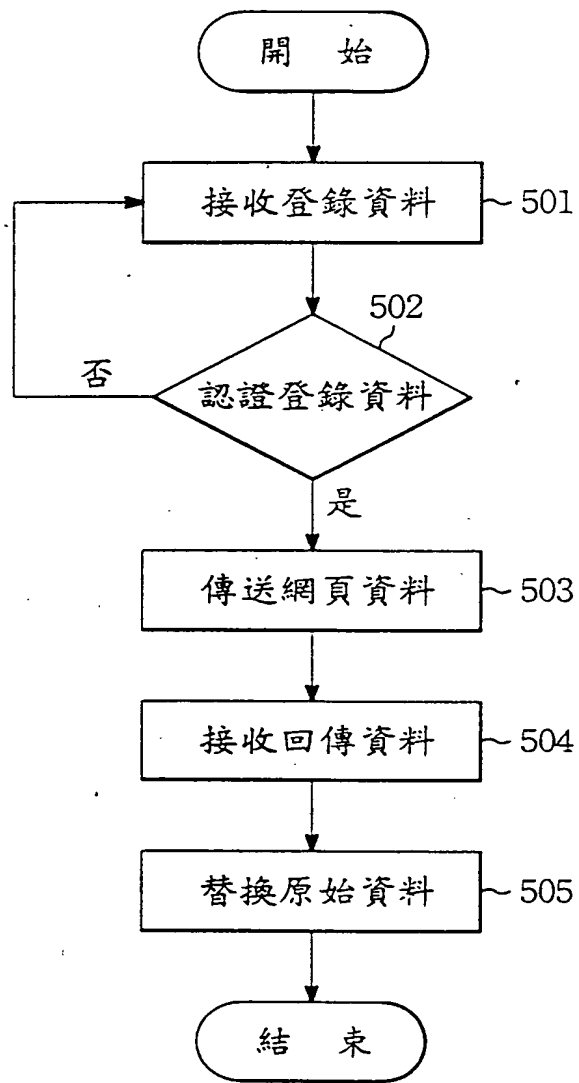 開 始
接收登錄資料 501
502
認證登錄資料
否
是
傳送網頁資料 503
接收回傳資料 504
替換原始資料 505
結 束